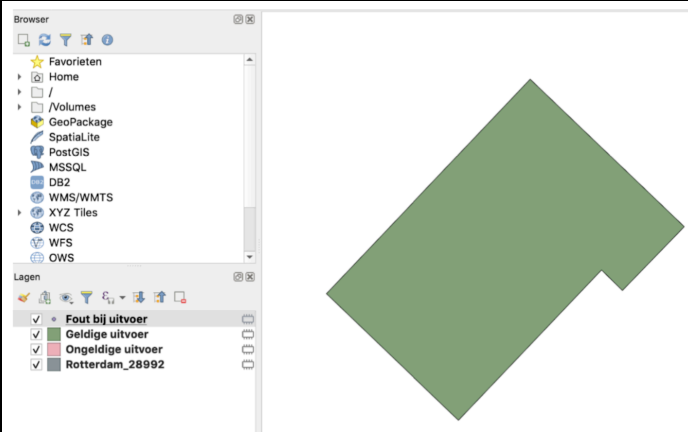 Browser
Favorieten
Home
/
/Volumes
GeoPackage
SpatiaLite
PostGIS
MSSQL
DB2
DB2
WMS/WMTS
XYZ Tiles
WCS
WFS
OWS
Lagen
Fout bij uitvoer
Geldige uitvoer
Ongeldige uitvoer
Rotterdam_28992